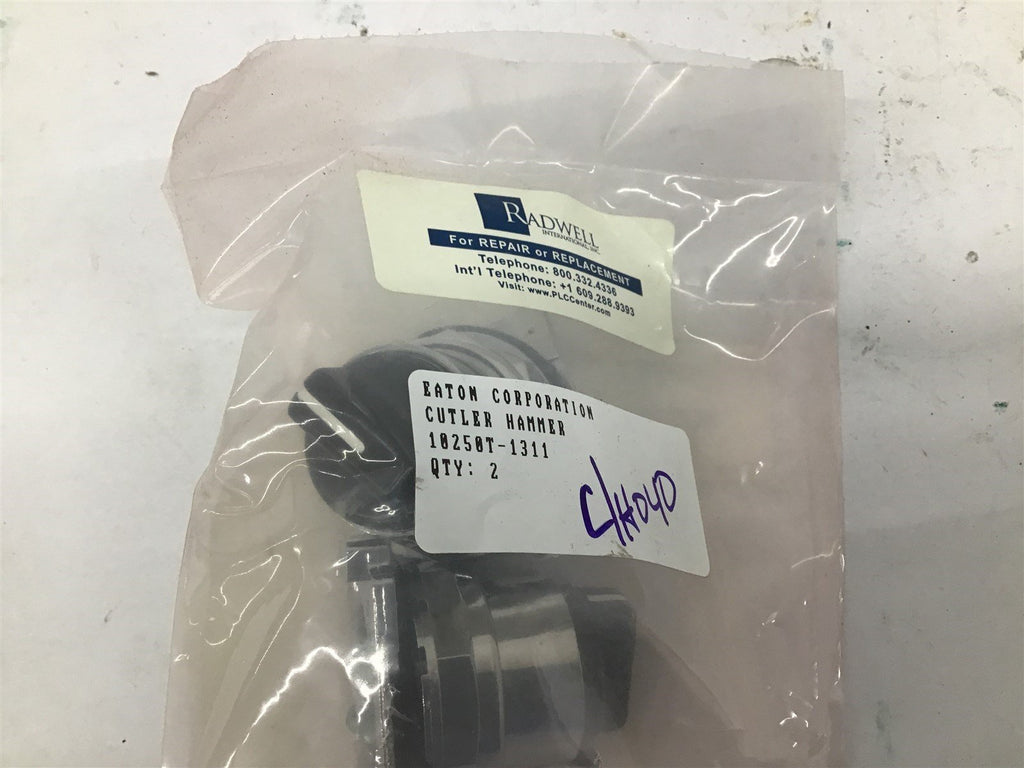 RADWELL
INTERNATIONAL, INC.
For REPAIR or REPLACEMENT
Telephone: 800.332.4336
Int'l Telephone: +1 609.288.9393
Visit: www.PLCCenter.com
EATON CORPORATION
CUTLER HAMMER
10250T-1311
QTY: 2